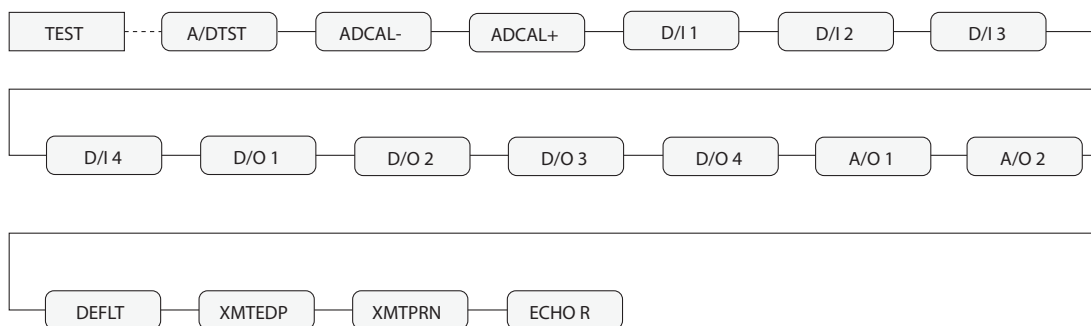 TEST A/DTST ADCAL- ADCAL+ D/I 1 D/I 2 D/I 3
D/I 4 D/O 1 D/O 2 D/O 3 D/O 4 A/O 1 A/O 2
DEFLT XMTEDP XMTPRN ECHO R